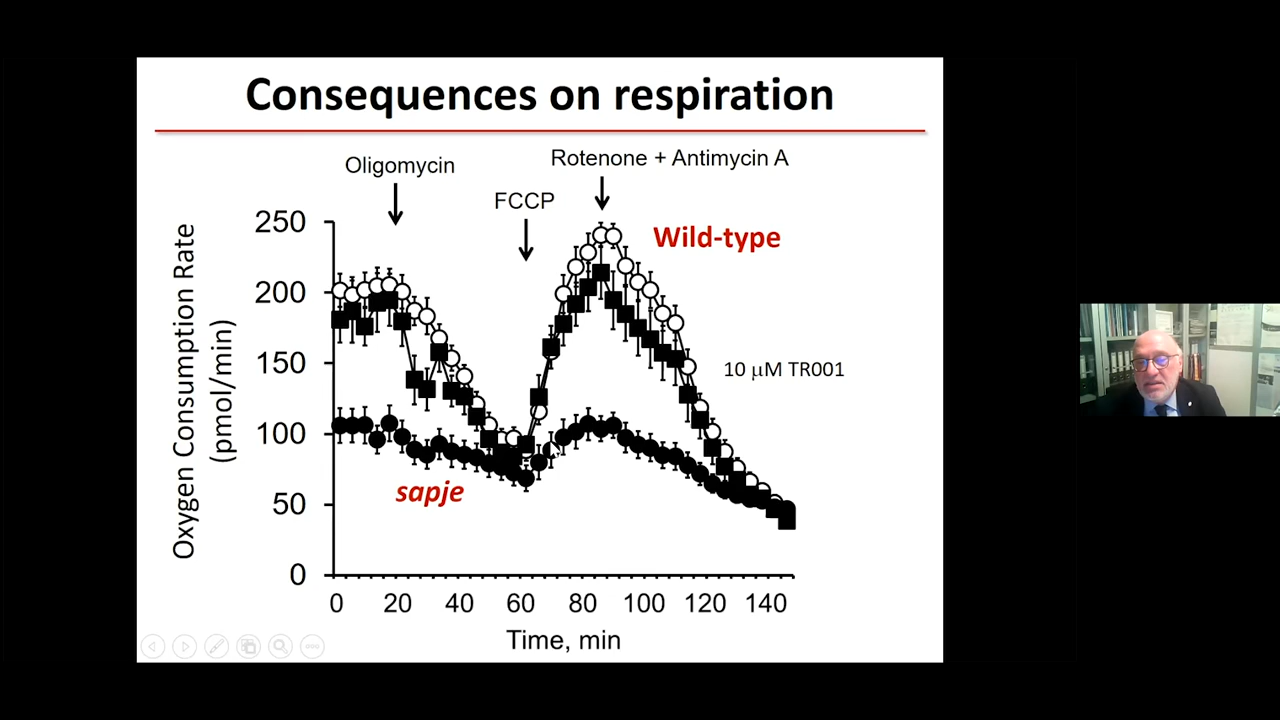 Consequences on respiration
Oligomycin
Rotenone + Antimycin A
FCCP
Wild-type
10 μM TR001
sapje
Oxygen Consumption Rate
(pmol/min)
250
200
150
100
50
0
0 20 40 60 80 100 120 140
Time, min